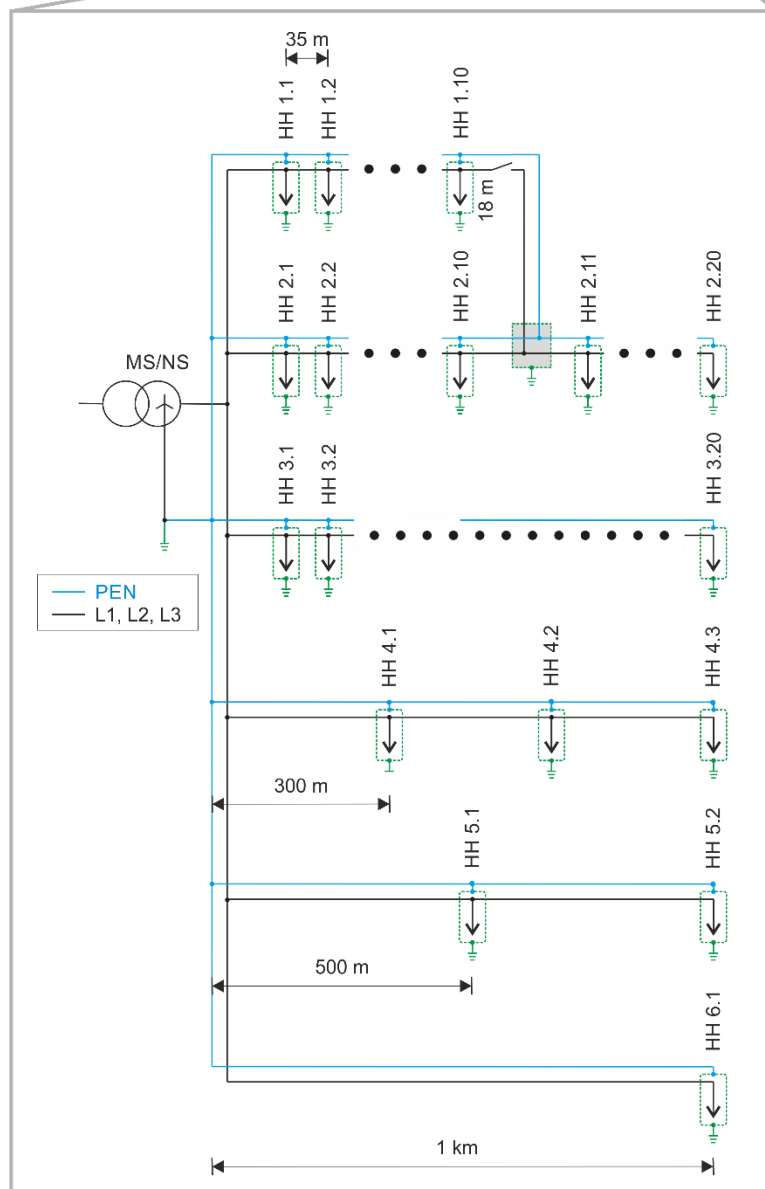 35 m
HH 1.1
HH 1.2
HH 1.10
18 m
HH 2.1
HH 2.2
HH 2.10
HH 2.11
HH 2.20
MS/NS
HH 3.1
HH 3.2
HH 3.20
PEN
L1, L2, L3
HH 4.1
HH 4.2
HH 4.3
300 m
HH 5.1
HH 5.2
500 m
HH 6.1
1 km